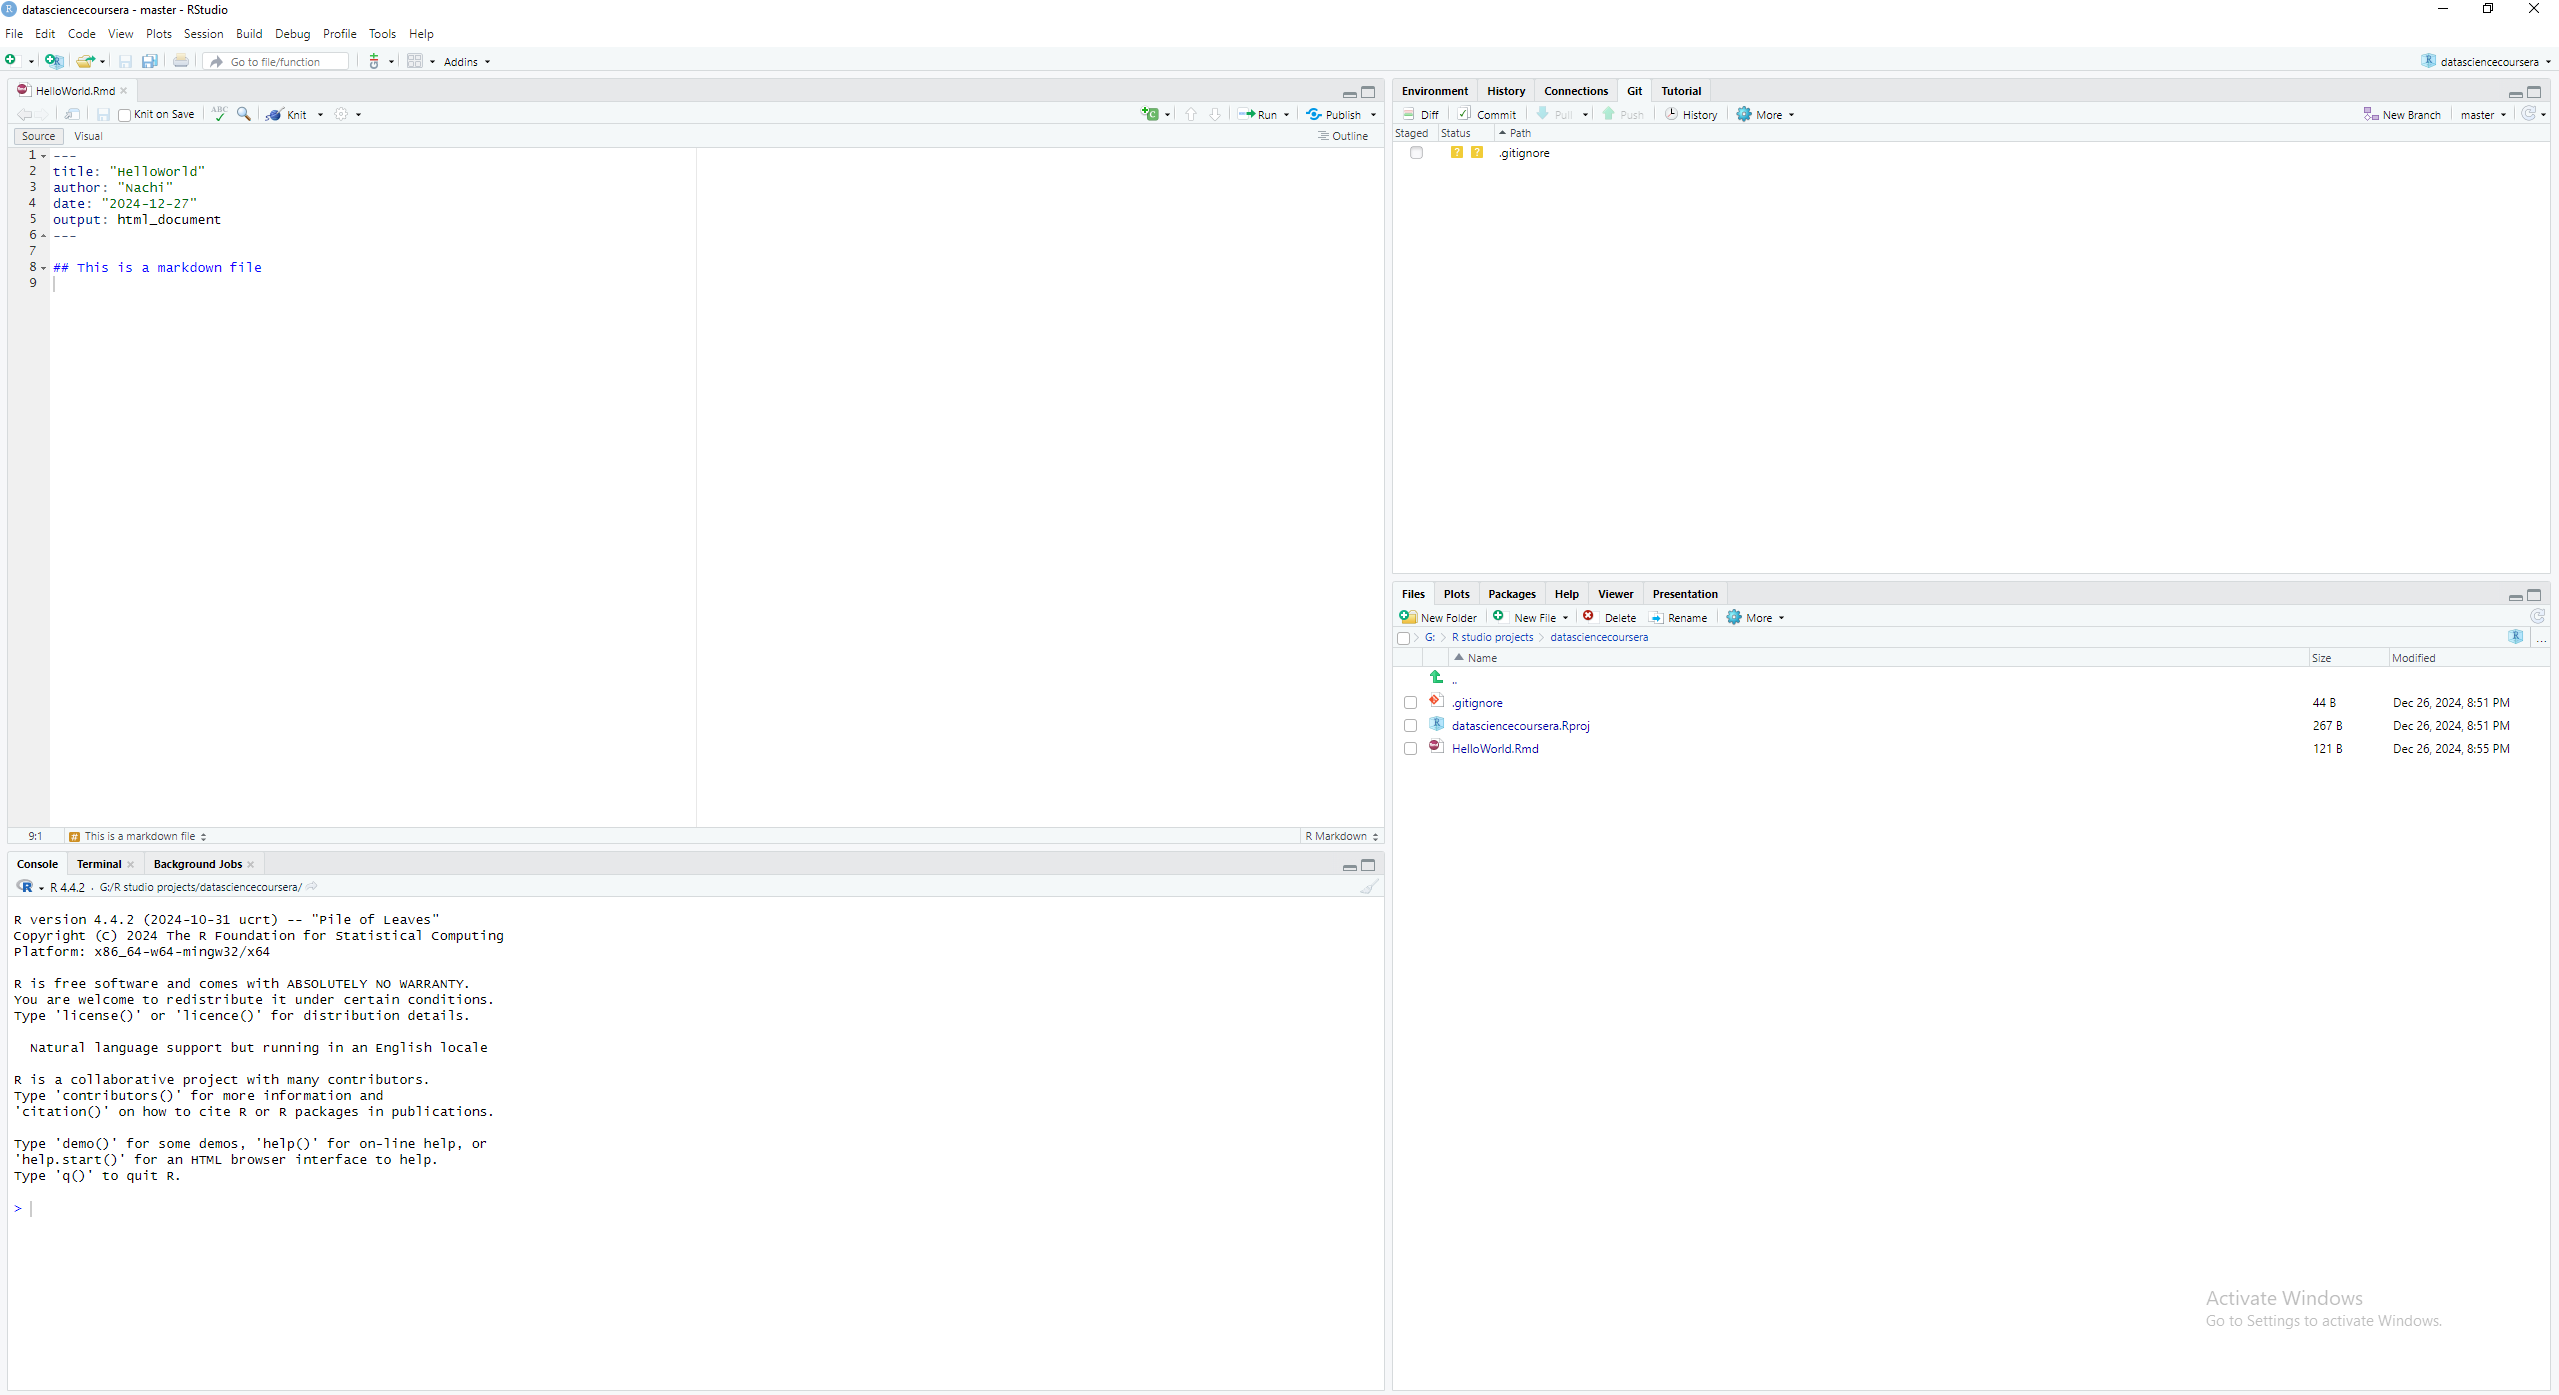 datasciencecoursera - master - RStudio
File Edit Code View Plots Session Build Debug Profile Tools Help
Go to file/function Addins datasciencecoursera
HelloWorld.Rmd
Knit on Save ABC Knit Run Publish
Source Visual Outline
1 ---
2 title: "HelloWorld"
3 author: "Nachi"
4 date: "2024-12-27"
5 output: html_document
6 ---
7
8 ## This is a markdown file
9
9:1 # This is a markdown file R Markdown
Console Terminal Background Jobs
R 4.4.2 · G:/R studio projects/datasciencecoursera/
R version 4.4.2 (2024-10-31 ucrt) -- "Pile of Leaves"
Copyright (C) 2024 The R Foundation for Statistical Computing
Platform: x86_64-w64-mingw32/x64
R is free software and comes with ABSOLUTELY NO WARRANTY.
You are welcome to redistribute it under certain conditions.
Type 'license()' or 'licence()' for distribution details.
Natural language support but running in an English locale
R is a collaborative project with many contributors.
Type 'contributors()' for more information and
'citation()' on how to cite R or R packages in publications.
Type 'demo()' for some demos, 'help()' for on-line help, or
'help.start()' for an HTML browser interface to help.
Type 'q()' to quit R.
>
Environment History Connections Git Tutorial
Diff Commit Pull Push History More New Branch master
Staged Status Path
? ? .gitignore
Files Plots Packages Help Viewer Presentation
New Folder New File Delete Rename More
G: R studio projects datasciencecoursera ...
Name Size Modified
..
.gitignore 44 B Dec 26, 2024, 8:51 PM
datasciencecoursera.Rproj 267 B Dec 26, 2024, 8:51 PM
HelloWorld.Rmd 121 B Dec 26, 2024, 8:55 PM
Activate Windows
Go to Settings to activate Windows.